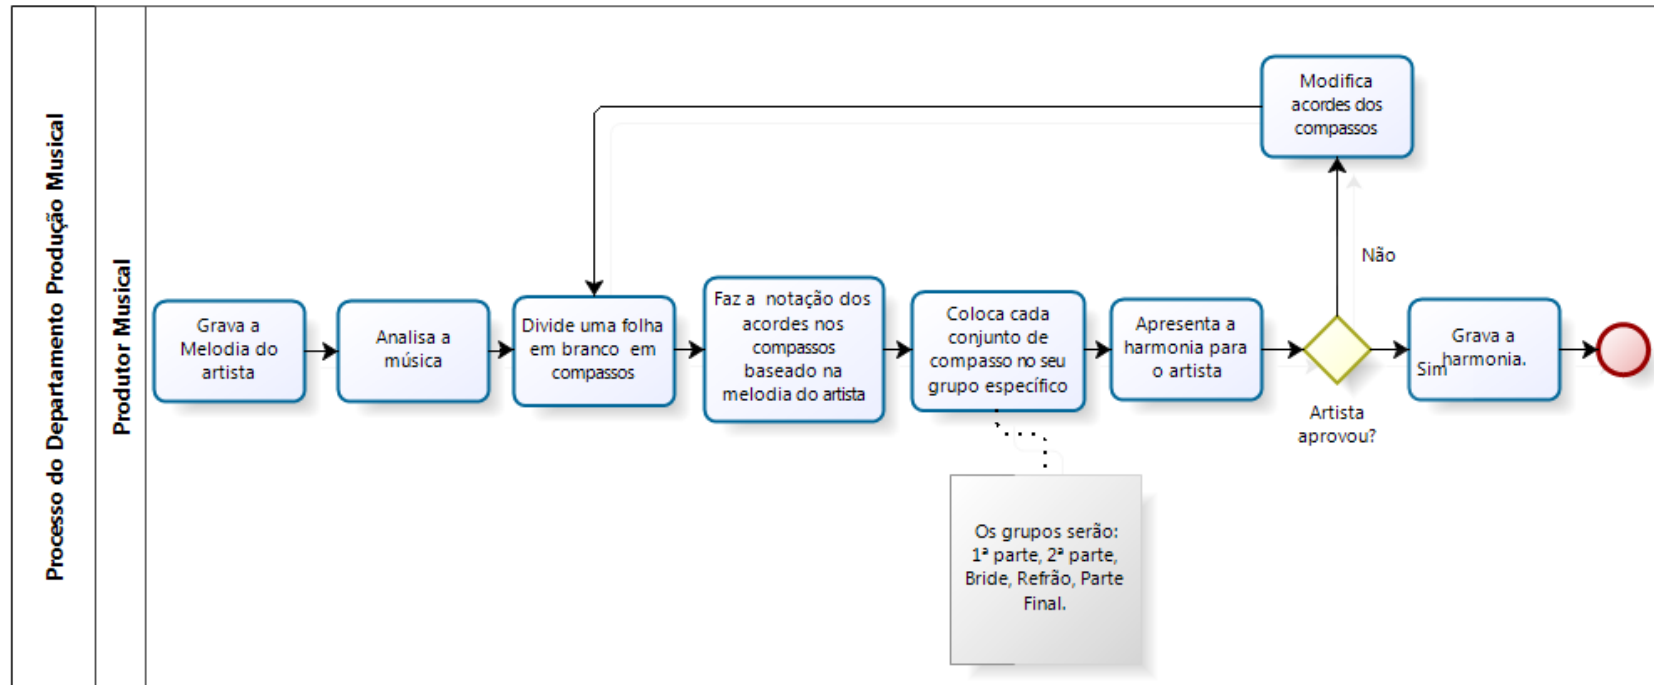 Processo do Departamento Produção Musical
Produtor Musical
Grava a
Melodia do
artista
Analisa a
música
Divide uma folha
em branco em
compassos
Faz a notação dos
acordes nos
compassos
baseado na
melodia do artista
Coloca cada
conjunto de
compasso no seu
grupo específico
Os grupos serão:
1ª parte, 2ª parte,
Bride, Refrão, Parte
Final.
Apresenta a
harmonia para
o artista
Artista
aprovou?
Não
Modifica
acordes dos
compassos
Sim
Grava a
harmonia.